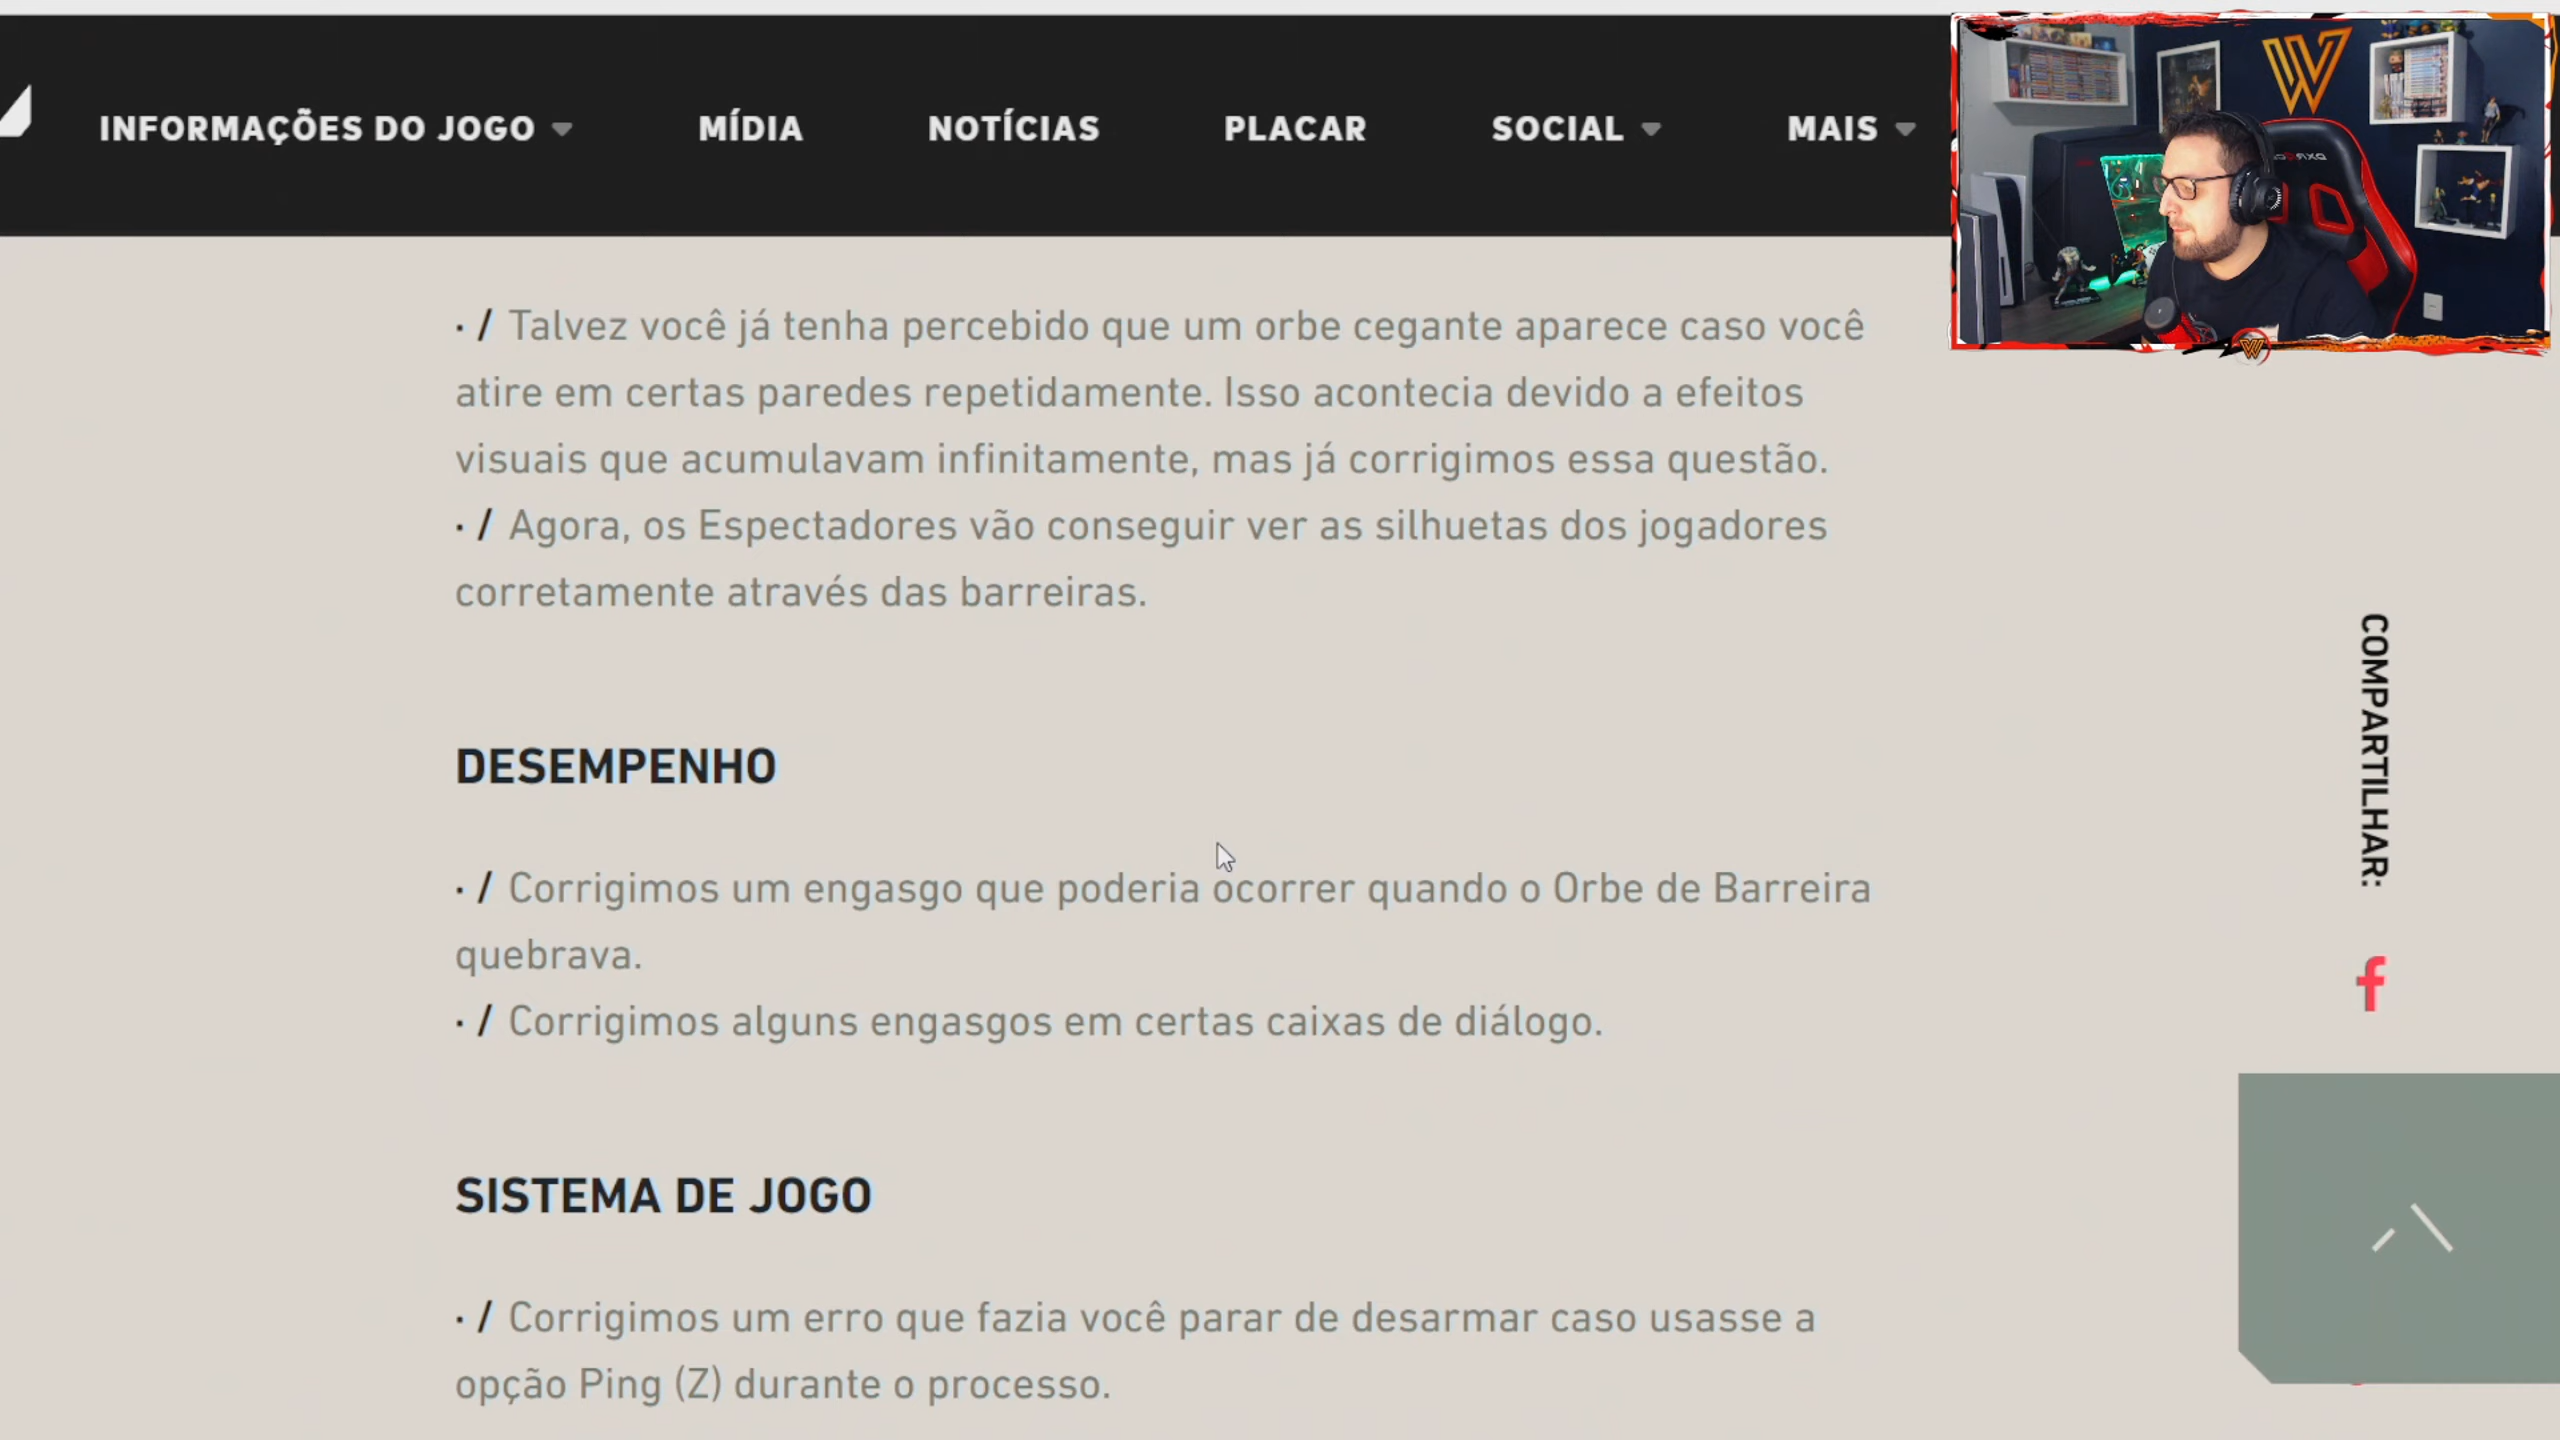 INFORMAÇÕES DO JOGO
MÍDIA
NOTÍCIAS
PLACAR
SOCIAL
MAIS
· / Talvez você já tenha percebido que um orbe cegante aparece caso você
atire em certas paredes repetidamente. Isso acontecia devido a efeitos
visuais que acumulavam infinitamente, mas já corrigimos essa questão.
· / Agora, os Espectadores vão conseguir ver as silhuetas dos jogadores
corretamente através das barreiras.
DESEMPENHO
· / Corrigimos um engasgo que poderia ocorrer quando o Orbe de Barreira
quebrava.
· / Corrigimos alguns engasgos em certas caixas de diálogo.
SISTEMA DE JOGO
· / Corrigimos um erro que fazia você parar de desarmar caso usasse a
opção Ping (Z) durante o processo.
COMPARTILHAR: